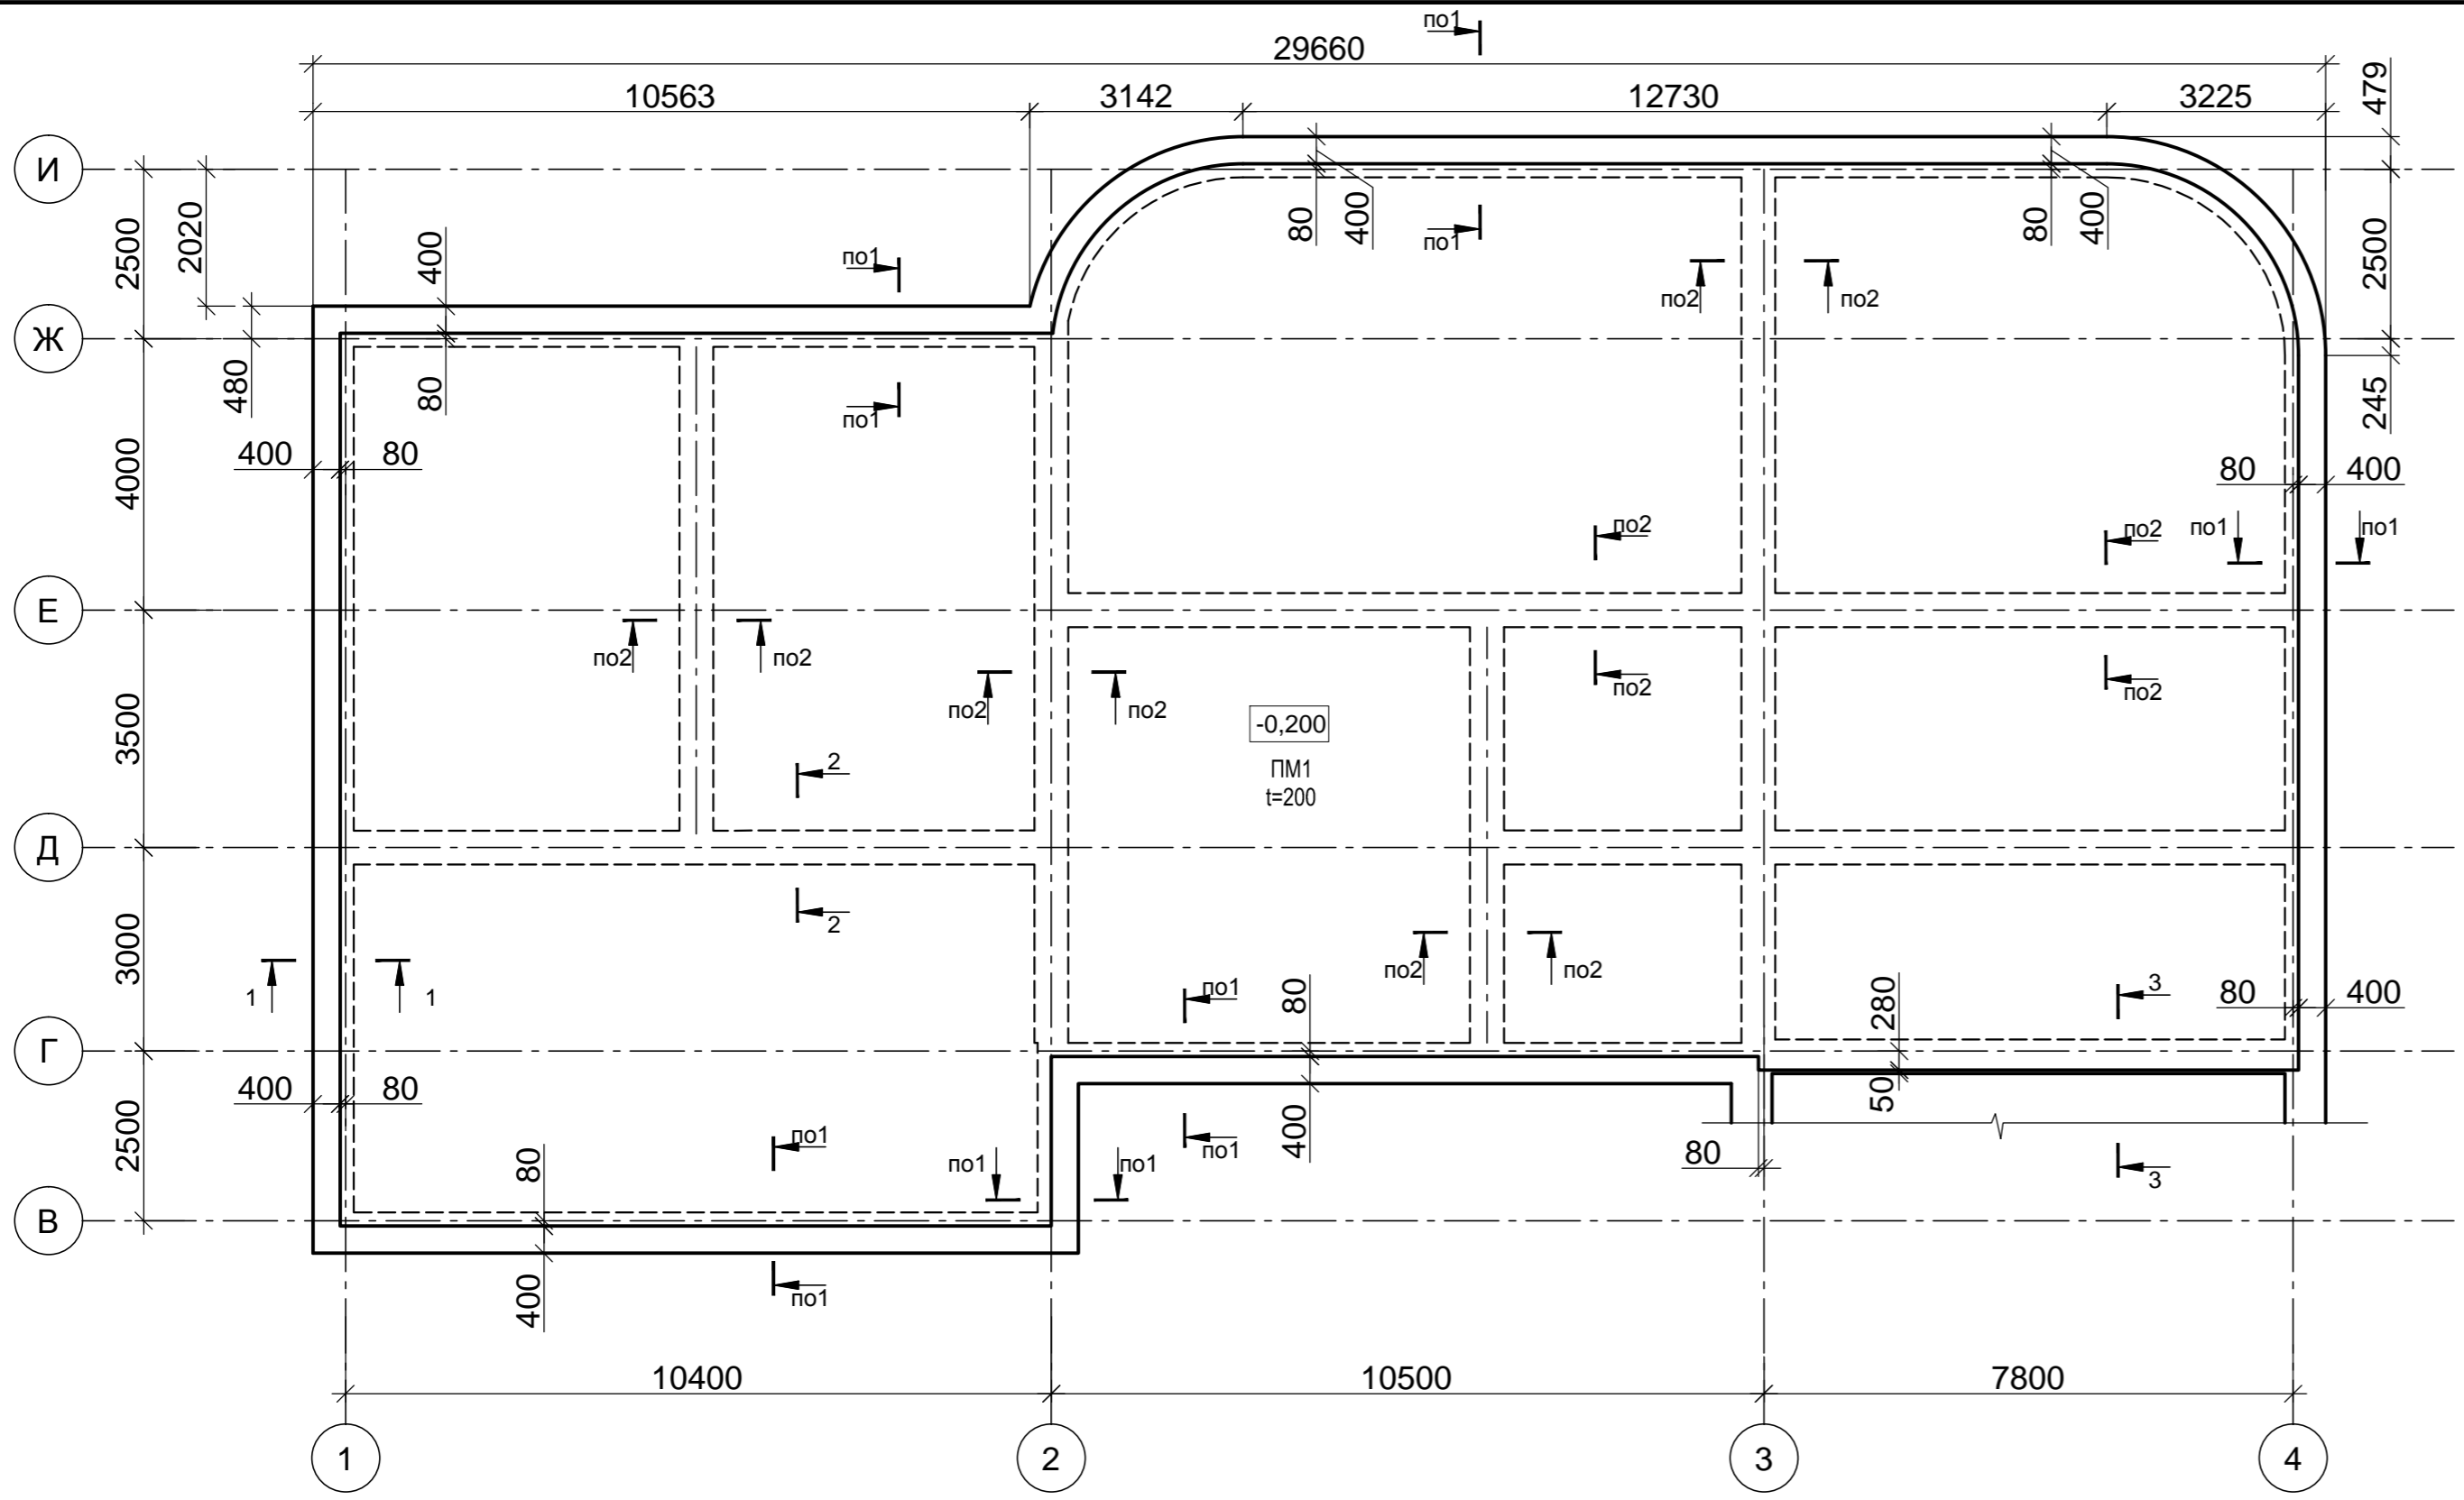 по1
29660
10563 3142 12730 3225 479
И
2500 2020 400 80 400 80 400 2500
по1 по1 по2 по2
Ж
480 80 по1 245
400 80 80 400
4000
по2 по2 по1 по1
Е
по2 по2 по2 по2
по2 по2
3500
-0,200
ПМ1
t=200
2
Д
2
3000
по2 по2
1 1 по1 80 280 3 80 400
Г
400 80 400 50
2500 80 по1 по1 по1 по1 80 3
В
400 по1
10400 10500 7800
1 2 3 4